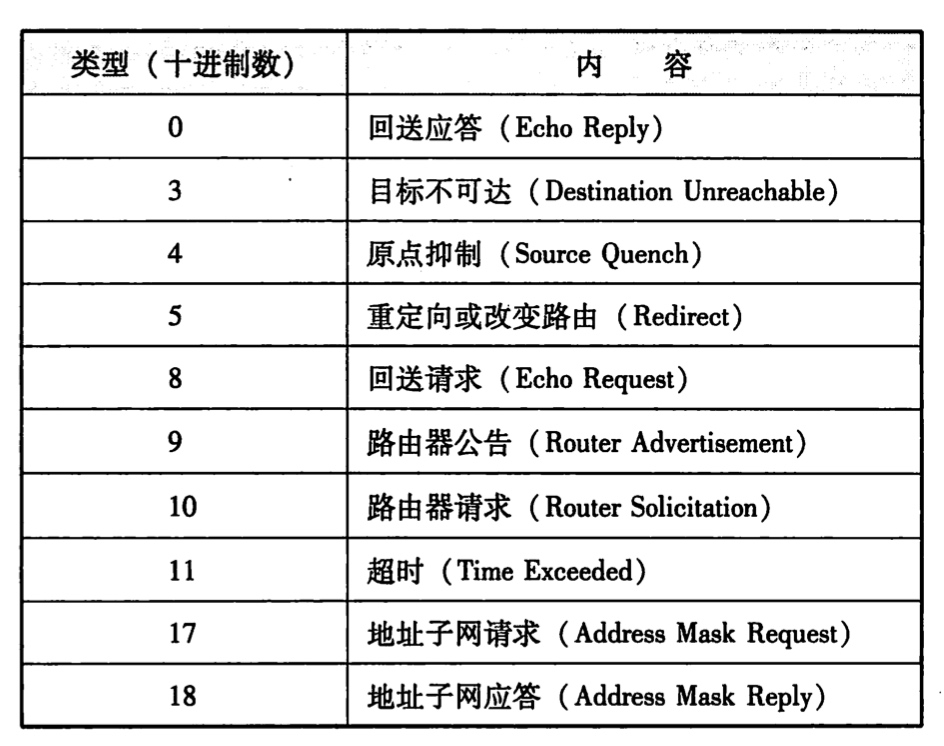 类型（十进制数） 内 容
0 回送应答（Echo Reply）
3 目标不可达（Destination Unreachable）
4 原点抑制（Source Quench）
5 重定向或改变路由（Redirect）
8 回送请求（Echo Request）
9 路由器公告（Router Advertisement）
10 路由器请求（Router Solicitation）
11 超时（Time Exceeded）
17 地址子网请求（Address Mask Request）
18 地址子网应答（Address Mask Reply）